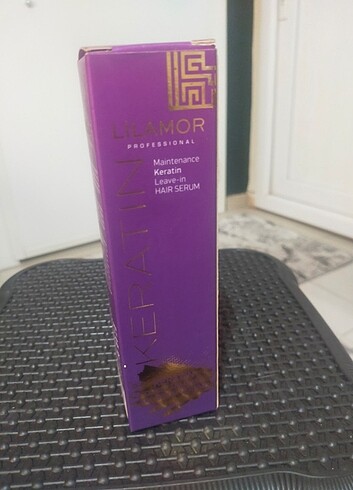 LILAMOR
PROFESSIONAL
Maintenance
Keratin
Leave-in
HAIR SERUM
KERATIN